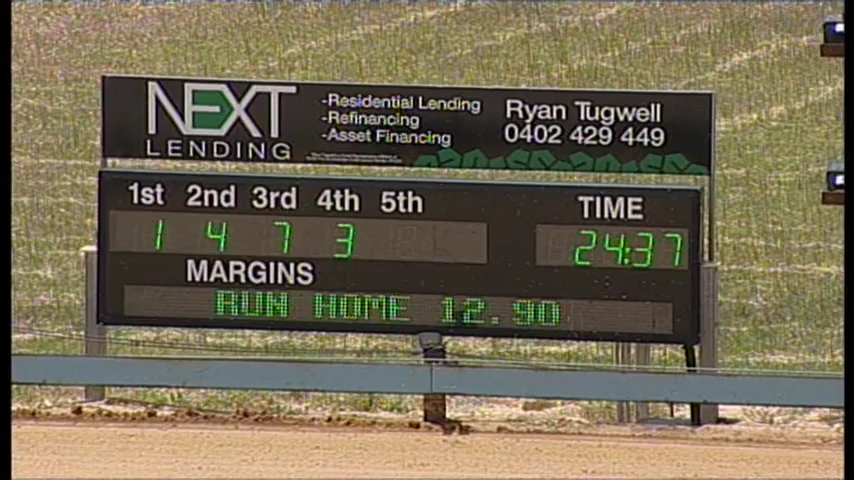 NEXT
LENDING
-Residential Lending
-Refinancing
-Asset Financing
Ryan Tugwell
0402 429 449
1st 2nd 3rd 4th 5th
1 4 7 3
TIME
24:37
MARGINS
RUN HOME 12.90